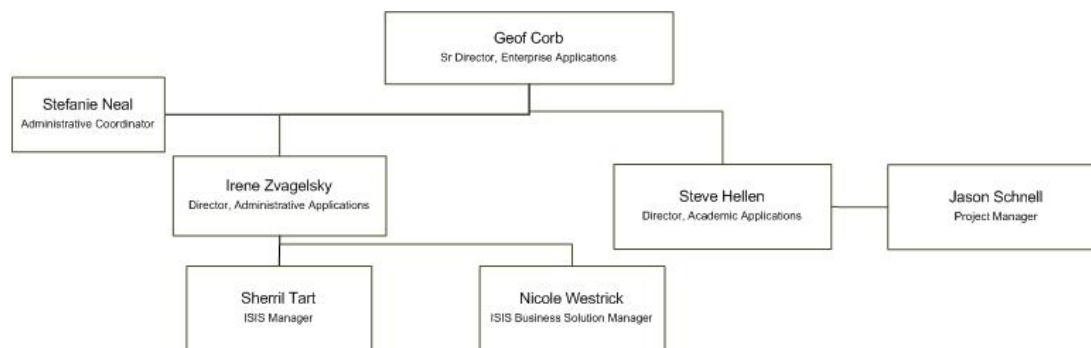 Geof Corb
Sr Director, Enterprise Applications
Stefanie Neal
Administrative Coordinator
Irene Zvagelsky
Director, Administrative Applications
Steve Hellen
Director, Academic Applications
Jason Schnell
Project Manager
Sherril Tart
ISIS Manager
Nicole Westrick
ISIS Business Solution Manager